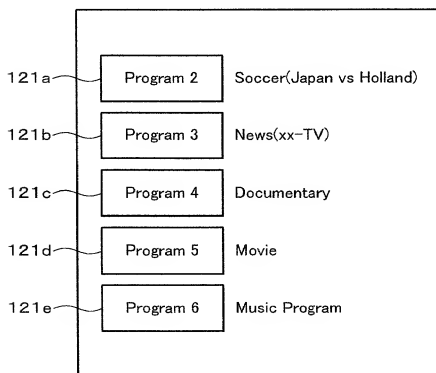 121a Program 2 Soccer(Japan vs Holland)
121b Program 3 News(xx-TV)
121c Program 4 Documentary
121d Program 5 Movie
121e Program 6 Music Program